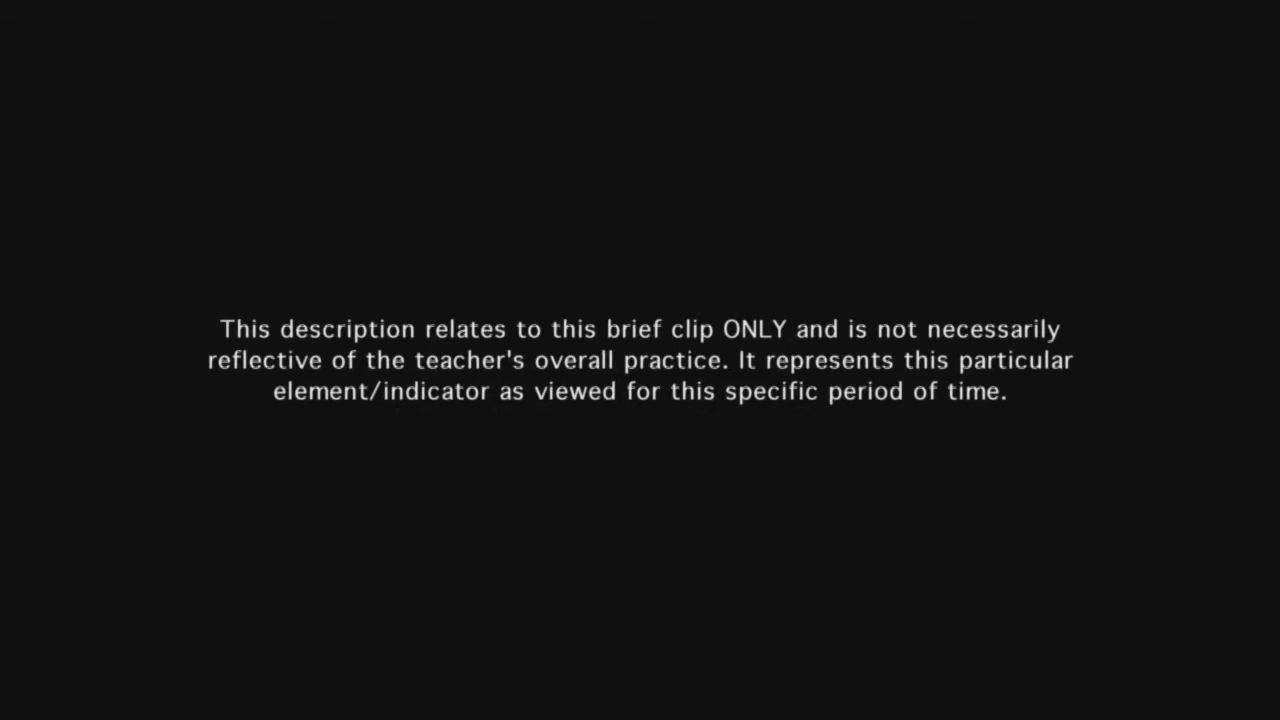 This description relates to this brief clip ONLY and is not necessarily
reflective of the teacher's overall practice. It represents this particular
element/indicator as viewed for this specific period of time.